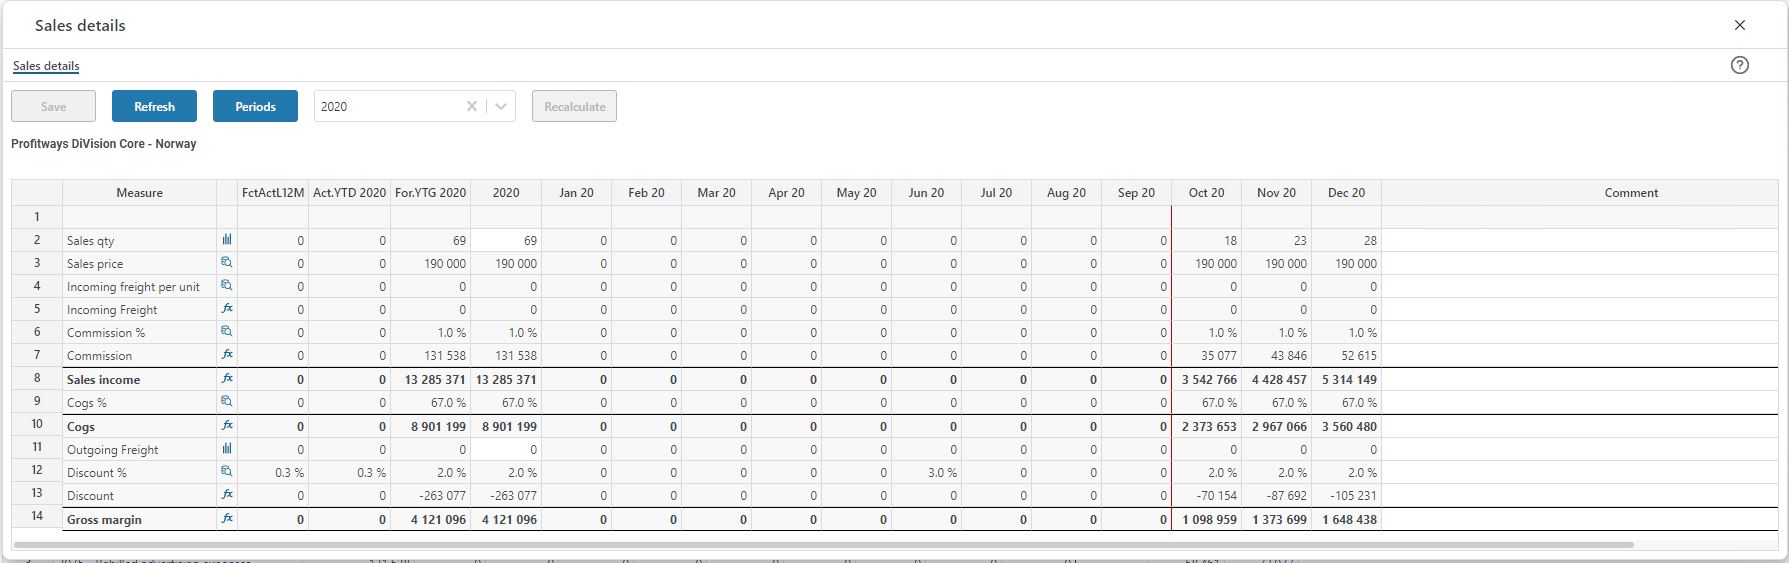 Sales details
Sales details
Save Refresh Periods 2020 Recalculate
Profitways DiVision Core - Norway
Measure FctActL12M Act.YTD 2020 For.YTG 2020 2020 Jan 20 Feb 20 Mar 20 Apr 20 May 20 Jun 20 Jul 20 Aug 20 Sep 20 Oct 20 Nov 20 Dec 20 Comment
1
2 Sales qty 0 0 69 69 0 0 0 0 0 0 0 0 0 18 23 28
3 Sales price 0 0 190 000 190 000 0 0 0 0 0 0 0 0 0 190 000 190 000 190 000
4 Incoming freight per unit 0 0 0 0 0 0 0 0 0 0 0 0 0 0 0 0
5 Incoming Freight fx 0 0 0 0 0 0 0 0 0 0 0 0 0 0 0 0
6 Commission % 0 0 1.0 % 1.0 % 0 0 0 0 0 0 0 0 0 1.0 % 1.0 % 1.0 %
7 Commission fx 0 0 131 538 131 538 0 0 0 0 0 0 0 0 0 35 077 43 846 52 615
8 Sales income fx 0 0 13 285 371 13 285 371 0 0 0 0 0 0 0 0 0 3 542 766 4 428 457 5 314 149
9 Cogs % 0 0 67.0 % 67.0 % 0 0 0 0 0 0 0 0 0 67.0 % 67.0 % 67.0 %
10 Cogs fx 0 0 8 901 199 8 901 199 0 0 0 0 0 0 0 0 0 2 373 653 2 967 066 3 560 480
11 Outgoing Freight 0 0 0 0 0 0 0 0 0 0 0 0 0 0 0 0
12 Discount % 0.3 % 0.3 % 2.0 % 2.0 % 0 0 0 0 0 3.0 % 0 0 0 2.0 % 2.0 % 2.0 %
13 Discount fx 0 0 -263 077 -263 077 0 0 0 0 0 0 0 0 0 -70 154 -87 692 -105 231
14 Gross margin fx 0 0 4 121 096 4 121 096 0 0 0 0 0 0 0 0 0 1 098 959 1 373 699 1 648 438